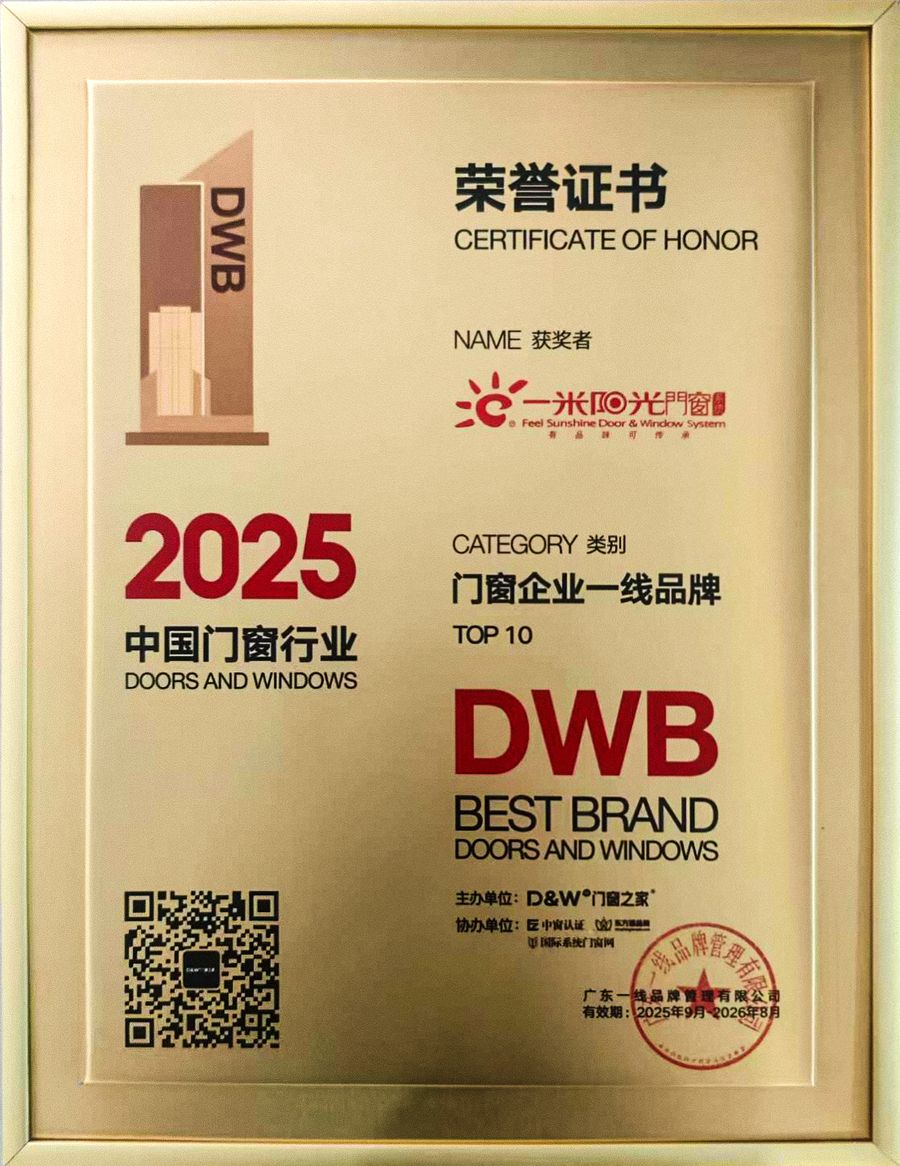 DWB
荣誉证书
CERTIFICATE OF HONOR
NAME 获奖者
一米阳光門窗
Feel Sunshine Door & Window System
有品牌可传承
2025
中国门窗行业
DOORS AND WINDOWS
CATEGORY 类别
门窗企业一线品牌
TOP 10
DWB
BEST BRAND
DOORS AND WINDOWS
主办单位：D&W®门窗之家®
协办单位：中窗认证
国际系统门窗网
广东一线品牌管理有限公司
有效期：2025年9月-2026年8月